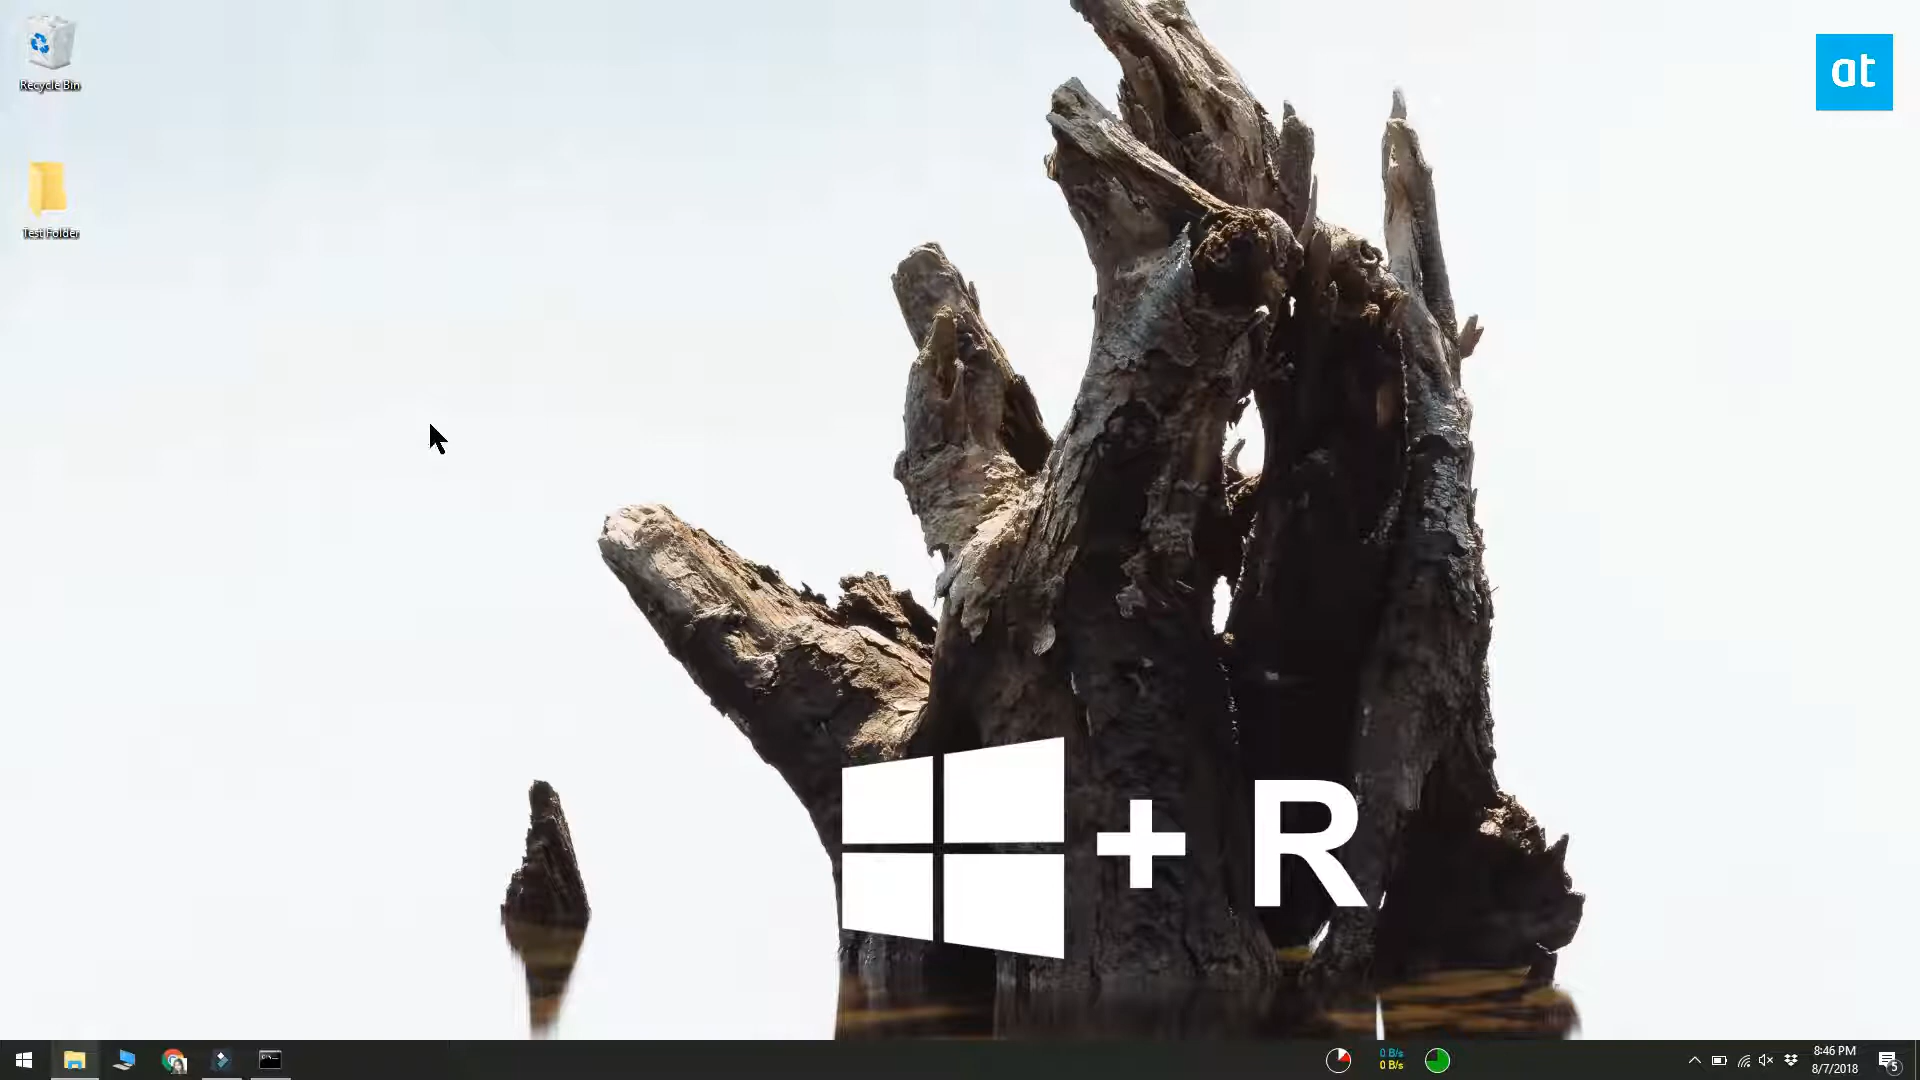 Recycle Bin
at
Test Folder
+ R
0 B/s
0 B/s
8:46 PM
8/7/2018
5